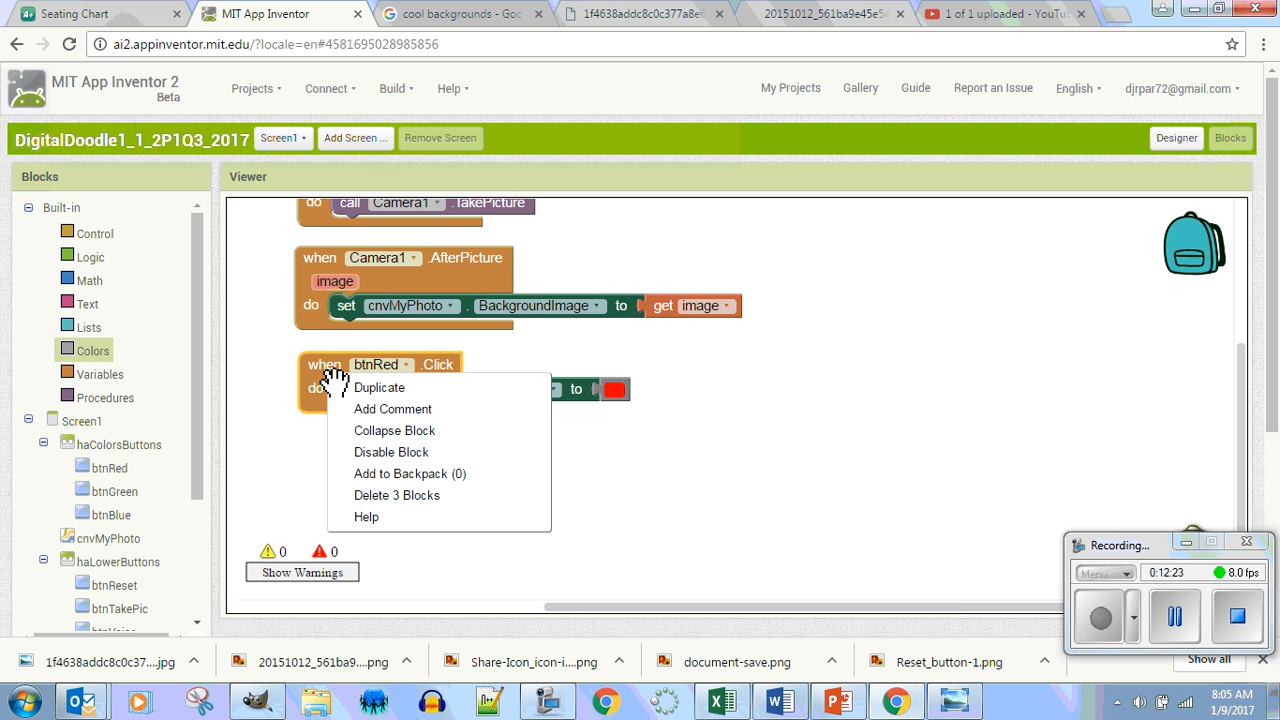 Seating Chart
MIT App Inventor
cool backgrounds - Goo
1f4638addc8c0c377a8e6
20151012_561ba9e45e5e
1 of 1 uploaded - YouTu
ai2.appinventor.mit.edu/?locale=en#4581695028985856
MIT App Inventor 2
Beta
Projects
Connect
Build
Help
My Projects
Gallery
Guide
Report an Issue
English
djrpar72@gmail.com
DigitalDoodle1_1_2P1Q3_2017
Screen1
Add Screen ...
Remove Screen
Designer
Blocks
Blocks
Viewer
Built-in
Control
Logic
Math
Text
Lists
Colors
Variables
Procedures
Screen1
haColorsButtons
btnRed
btnGreen
btnBlue
cnvMyPhoto
haLowerButtons
btnReset
btnTakePic
do call Camera1 .TakePicture
when Camera1 .AfterPicture
image
do set cnvMyPhoto . BackgroundImage to get image
when btnRed .Click
do to
Duplicate
Add Comment
Collapse Block
Disable Block
Add to Backpack (0)
Delete 3 Blocks
Help
0 0
Show Warnings
Recording...
Menu
0:12:23
8.0 fps
1f4638addc8c0c37....jpg
20151012_561ba9....png
Share-Icon_icon-i....png
document-save.png
Reset_button-1.png
Show all
8:05 AM
1/9/2017